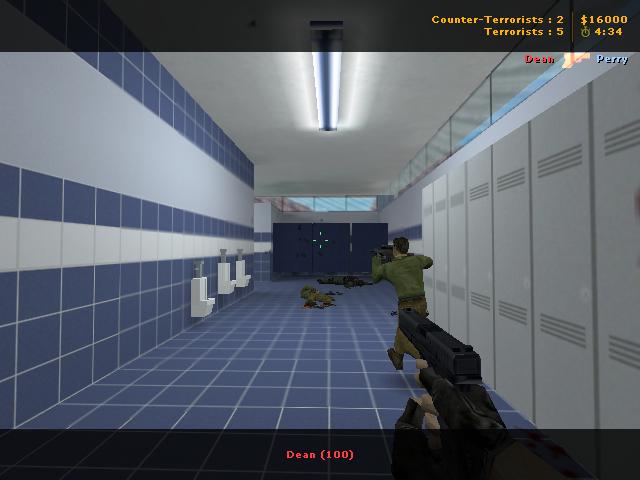 Counter-Terrorists : 2 $16000
Terrorists : 5 4:34
Dean Perry
Dean (100)